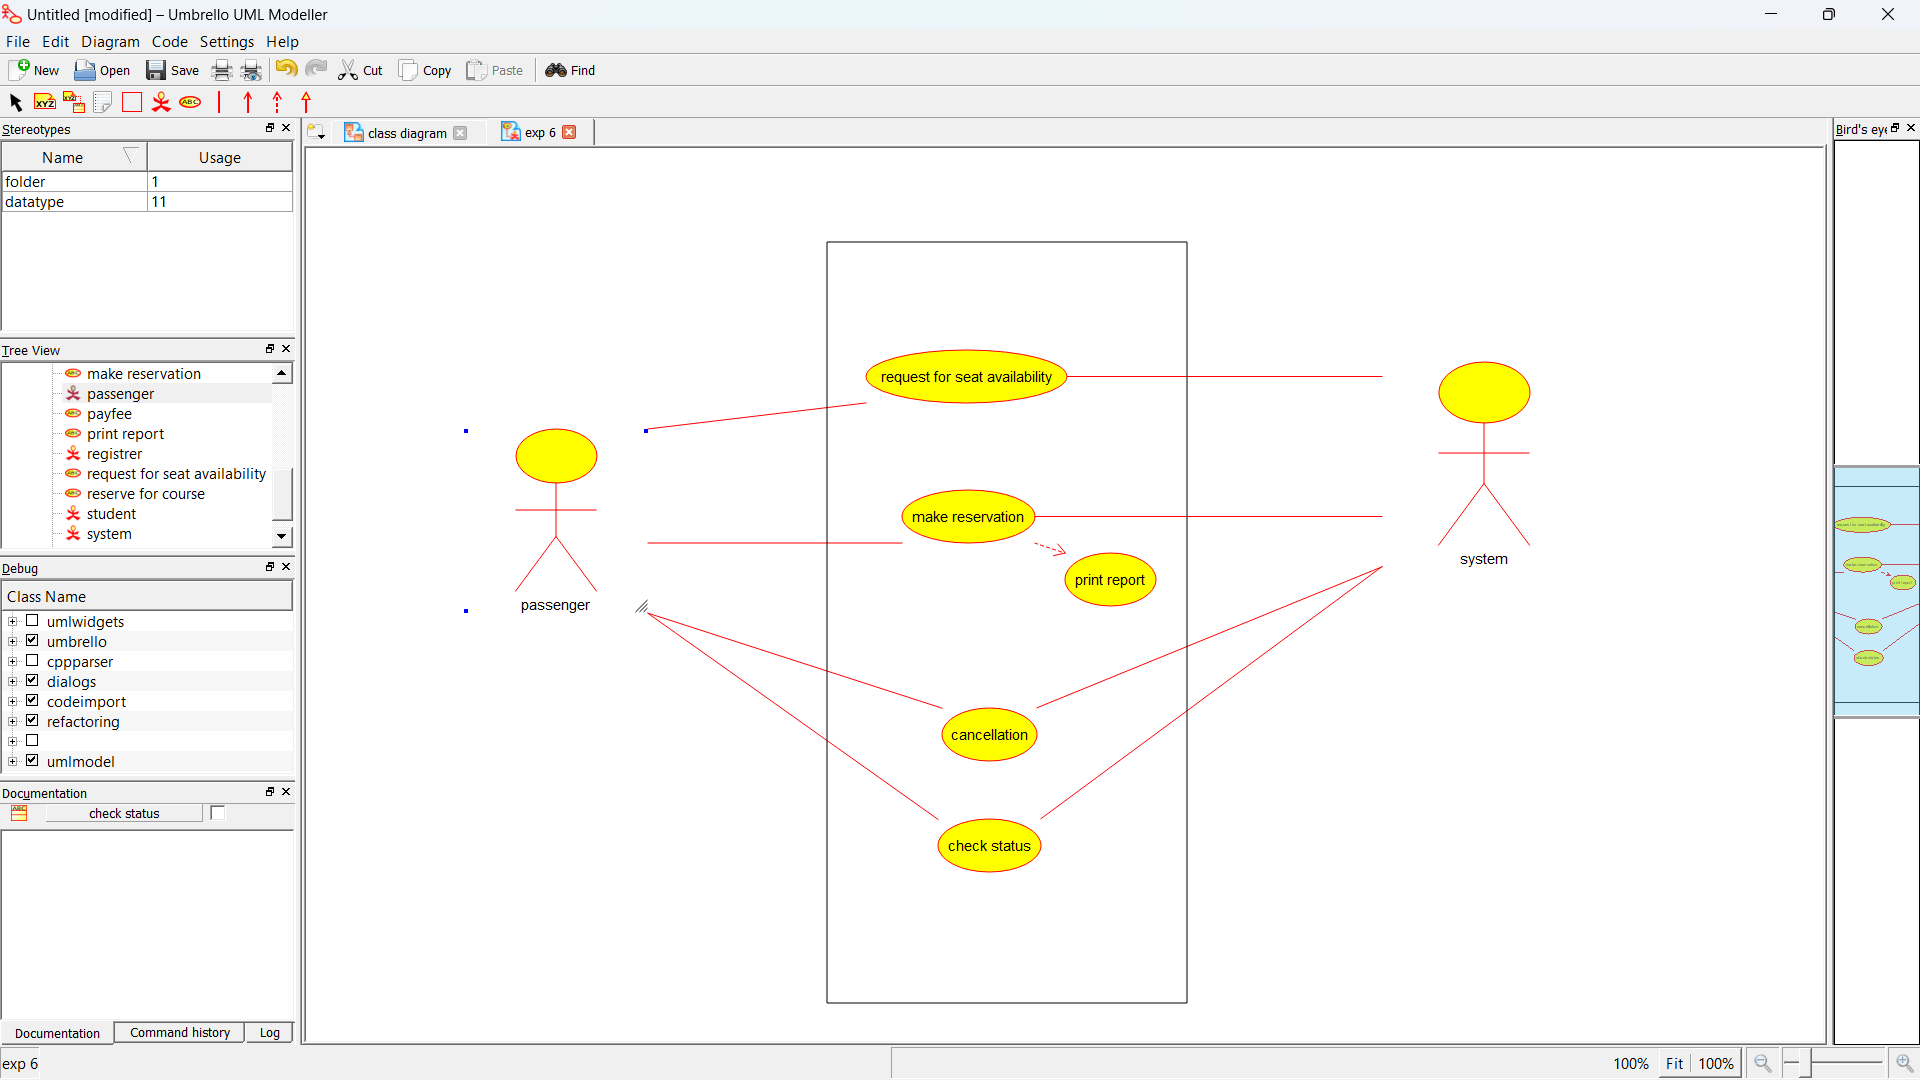 Untitled [modified] – Umbrello UML Modeller
File Edit Diagram Code Settings Help
New Open Save Cut Copy Paste Find
XYZ XYZ ABC
Stereotypes
Name Usage
folder 1
datatype 11
Tree View
make reservation
passenger
payfee
print report
registrer
request for seat availability
reserve for course
student
system
Debug
Class Name
umlwidgets
umbrello
cppparser
dialogs
codeimport
refactoring
umlmodel
Documentation
check status
Documentation Command history Log
exp 6
class diagram exp 6
request for seat availability
make reservation
print report
passenger
system
cancellation
check status
Bird's eye
100% Fit 100%